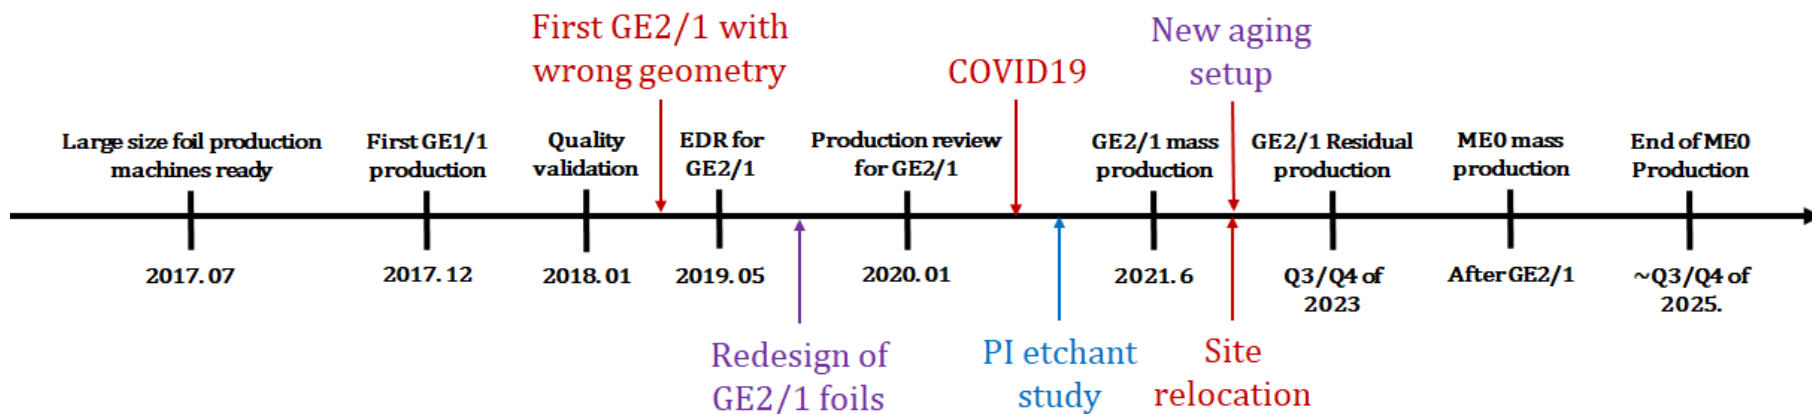 First GE2/1 with
wrong geometry
COVID19
New aging
setup
Large size foil production
machines ready
First GE1/1
production
Quality
validation
EDR for
GE2/1
Production review
for GE2/1
GE2/1 mass
production
GE2/1 Residual
production
ME0 mass
production
End of ME0
Production
2017. 07
2017. 12
2018. 01
2019. 05
2020. 01
2021. 6
Q3/Q4 of
2023
After GE2/1
~Q3/Q4 of
2025.
Redesign of
GE2/1 foils
PI etchant
study
Site
relocation